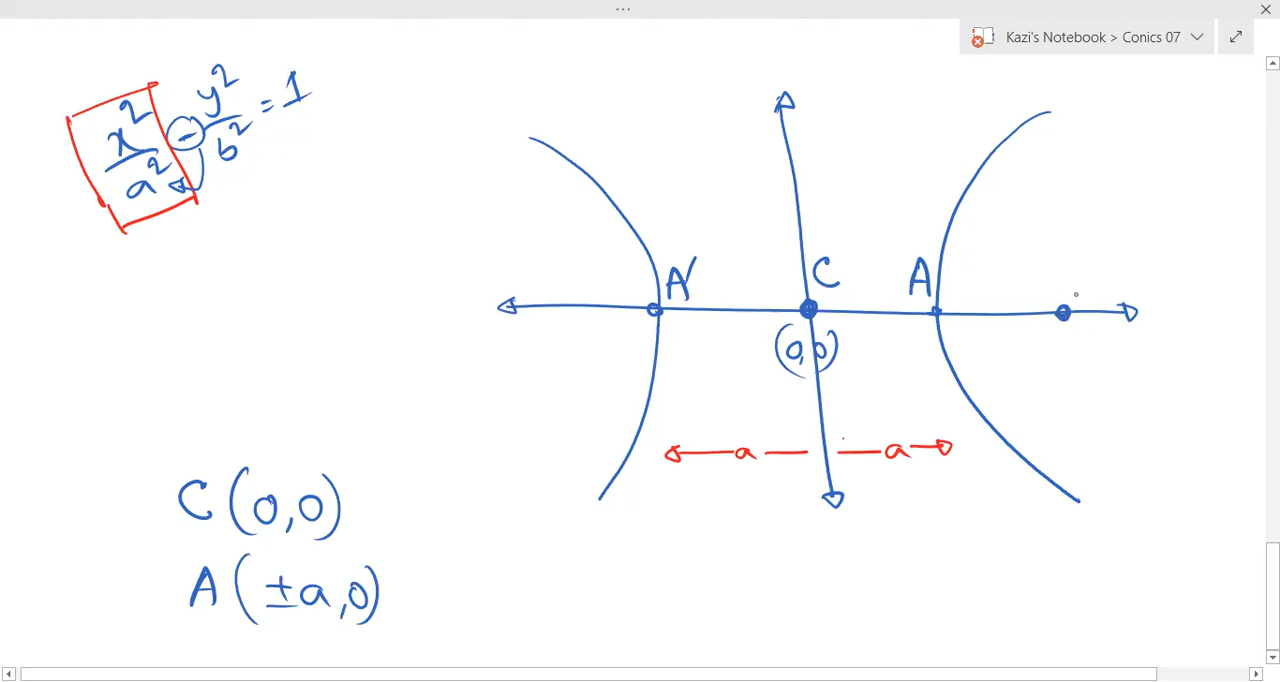 ...
Kazi's Notebook > Conics 07
x²/a² - y²/b² = 1
A' C A
(0,0)
a a
C (0,0)
A (±a,0)